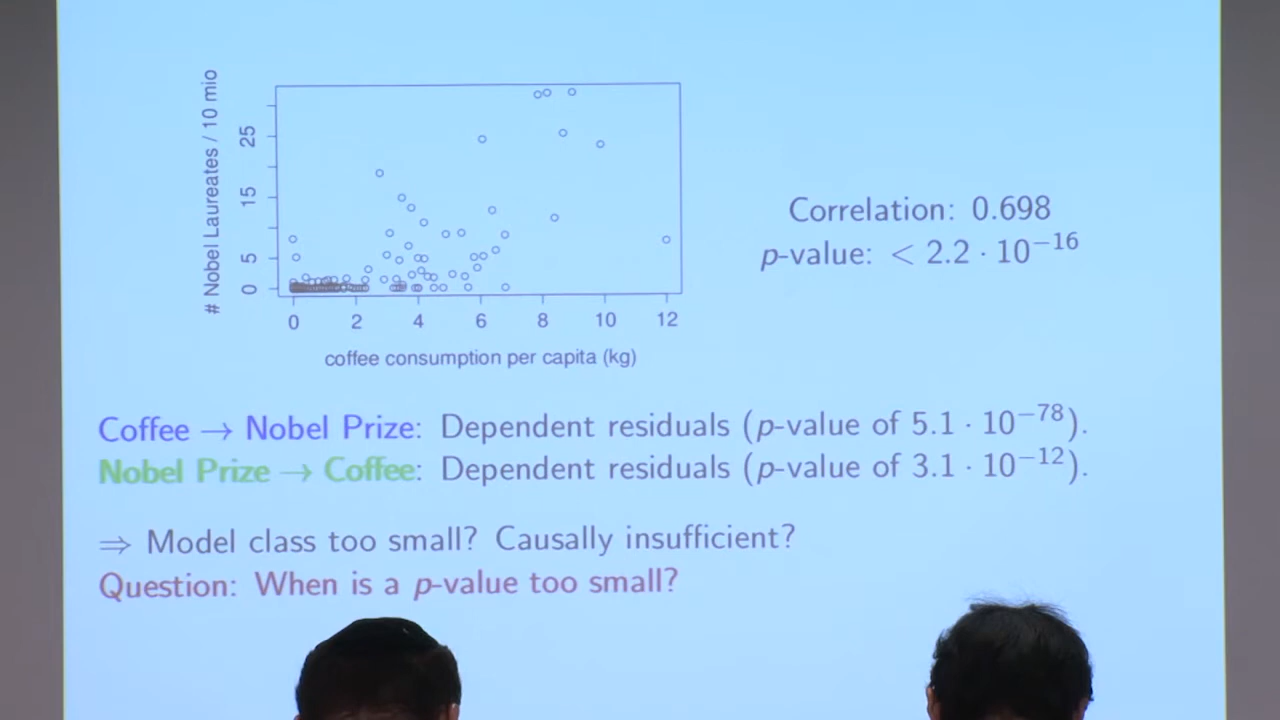 # Nobel Laureates / 10 mio
25
15
5
0
0 2 4 6 8 10 12
coffee consumption per capita (kg)
Correlation: 0.698
p-value: < 2.2 · 10⁻¹⁶
Coffee → Nobel Prize: Dependent residuals (p-value of 5.1 · 10⁻⁷⁸).
Nobel Prize → Coffee: Dependent residuals (p-value of 3.1 · 10⁻¹²).
⇒ Model class too small? Causally insufficient?
Question: When is a p-value too small?